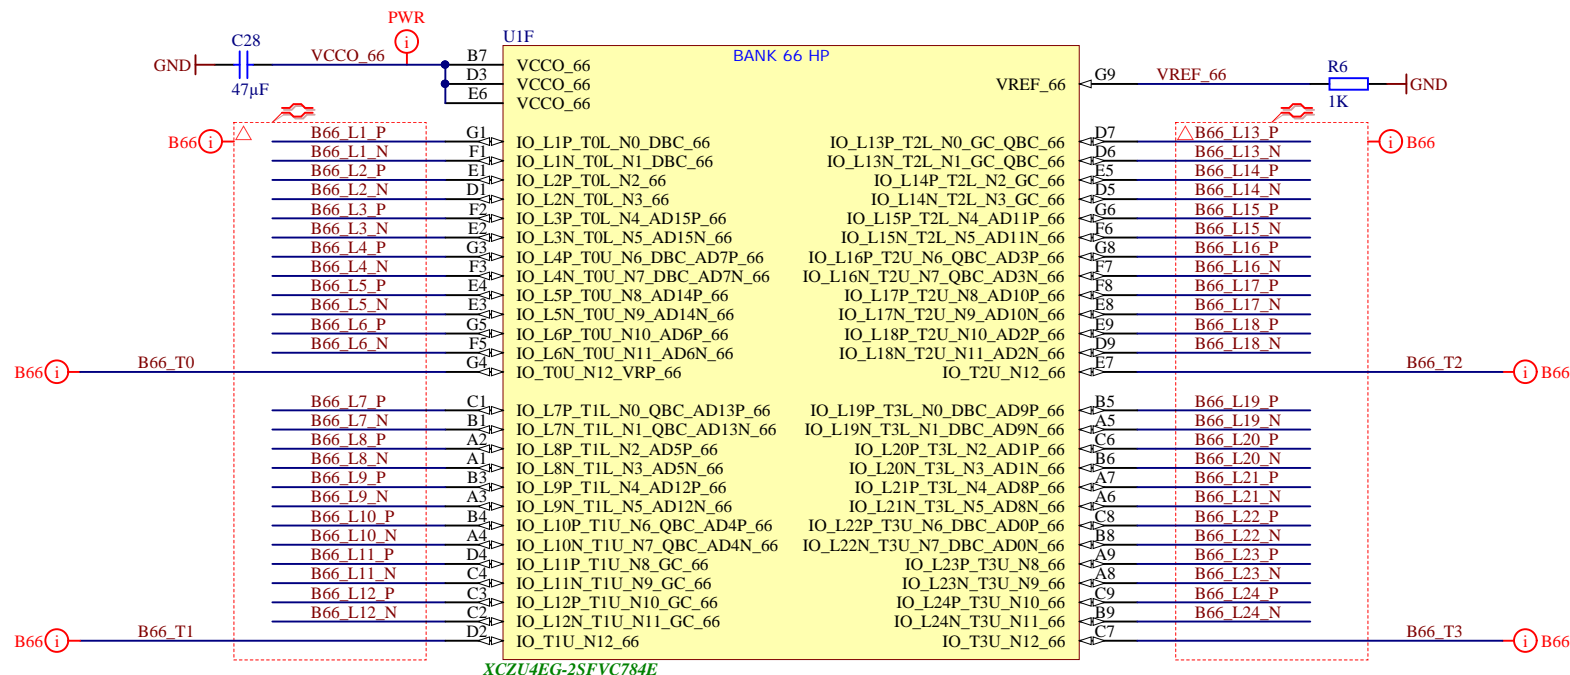 PWR
U1F
C28
GND
47µF
VCCO_66
BANK 66 HP
B7 VCCO_66
D3 VCCO_66
E6 VCCO_66
VREF_66 G9 VREF_66
R6
1K
GND
B66
B66_L1_P G1 IO_L1P_T0L_N0_DBC_66
B66_L1_N F1 IO_L1N_T0L_N1_DBC_66
B66_L2_P E1 IO_L2P_T0L_N2_66
B66_L2_N D1 IO_L2N_T0L_N3_66
B66_L3_P F2 IO_L3P_T0L_N4_AD15P_66
B66_L3_N E2 IO_L3N_T0L_N5_AD15N_66
B66_L4_P G3 IO_L4P_T0U_N6_DBC_AD7P_66
B66_L4_N F3 IO_L4N_T0U_N7_DBC_AD7N_66
B66_L5_P E4 IO_L5P_T0U_N8_AD14P_66
B66_L5_N E3 IO_L5N_T0U_N9_AD14N_66
B66_L6_P G5 IO_L6P_T0U_N10_AD6P_66
B66_L6_N F5 IO_L6N_T0U_N11_AD6N_66
B66 B66_T0 G4 IO_T0U_N12_VRP_66
B66_L7_P C1 IO_L7P_T1L_N0_QBC_AD13P_66
B66_L7_N B1 IO_L7N_T1L_N1_QBC_AD13N_66
B66_L8_P A2 IO_L8P_T1L_N2_AD5P_66
B66_L8_N A1 IO_L8N_T1L_N3_AD5N_66
B66_L9_P B3 IO_L9P_T1L_N4_AD12P_66
B66_L9_N A3 IO_L9N_T1L_N5_AD12N_66
B66_L10_P B4 IO_L10P_T1U_N6_QBC_AD4P_66
B66_L10_N A4 IO_L10N_T1U_N7_QBC_AD4N_66
B66_L11_P D4 IO_L11P_T1U_N8_GC_66
B66_L11_N C4 IO_L11N_T1U_N9_GC_66
B66_L12_P C3 IO_L12P_T1U_N10_GC_66
B66_L12_N C2 IO_L12N_T1U_N11_GC_66
B66 B66_T1 D2 IO_T1U_N12_66
IO_L13P_T2L_N0_GC_QBC_66 D7 B66_L13_P
B66
IO_L13N_T2L_N1_GC_QBC_66 D6 B66_L13_N
IO_L14P_T2L_N2_GC_66 E5 B66_L14_P
IO_L14N_T2L_N3_GC_66 D5 B66_L14_N
IO_L15P_T2L_N4_AD11P_66 G6 B66_L15_P
IO_L15N_T2L_N5_AD11N_66 F6 B66_L15_N
IO_L16P_T2U_N6_QBC_AD3P_66 G8 B66_L16_P
IO_L16N_T2U_N7_QBC_AD3N_66 F7 B66_L16_N
IO_L17P_T2U_N8_AD10P_66 F8 B66_L17_P
IO_L17N_T2U_N9_AD10N_66 E8 B66_L17_N
IO_L18P_T2U_N10_AD2P_66 E9 B66_L18_P
IO_L18N_T2U_N11_AD2N_66 D9 B66_L18_N
IO_T2U_N12_66 E7 B66_T2 B66
IO_L19P_T3L_N0_DBC_AD9P_66 B5 B66_L19_P
IO_L19N_T3L_N1_DBC_AD9N_66 A5 B66_L19_N
IO_L20P_T3L_N2_AD1P_66 C6 B66_L20_P
IO_L20N_T3L_N3_AD1N_66 B6 B66_L20_N
IO_L21P_T3L_N4_AD8P_66 A7 B66_L21_P
IO_L21N_T3L_N5_AD8N_66 A6 B66_L21_N
IO_L22P_T3U_N6_DBC_AD0P_66 C8 B66_L22_P
IO_L22N_T3U_N7_DBC_AD0N_66 B8 B66_L22_N
IO_L23P_T3U_N8_66 A9 B66_L23_P
IO_L23N_T3U_N9_66 A8 B66_L23_N
IO_L24P_T3U_N10_66 C9 B66_L24_P
IO_L24N_T3U_N11_66 B9 B66_L24_N
IO_T3U_N12_66 C7 B66_T3 B66
XCZU4EG-2SFVC784E